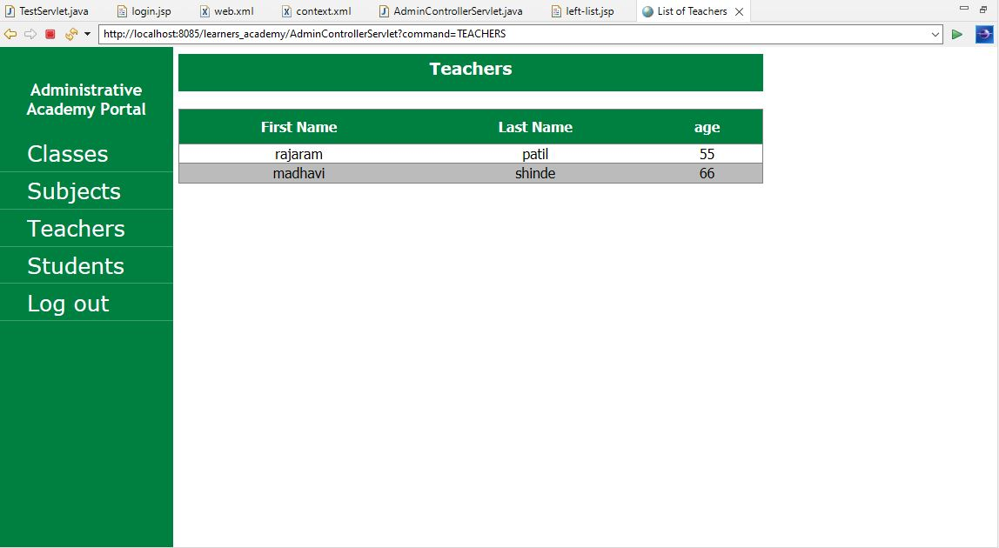 TestServlet.java login.jsp web.xml context.xml AdminControllerServlet.java left-list.jsp List of Teachers
http://localhost:8085/learners_academy/AdminControllerServlet?command=TEACHERS
Administrative
Academy Portal
Classes
Subjects
Teachers
Students
Log out
Teachers
First Name Last Name age
rajaram patil 55
madhavi shinde 66